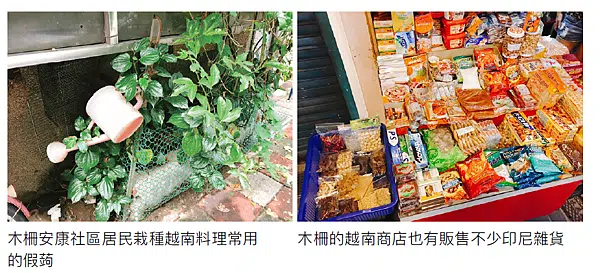 木柵安康社區居民栽種越南料理常用
的假蒟
木柵的越南商店也有販售不少印尼雜貨